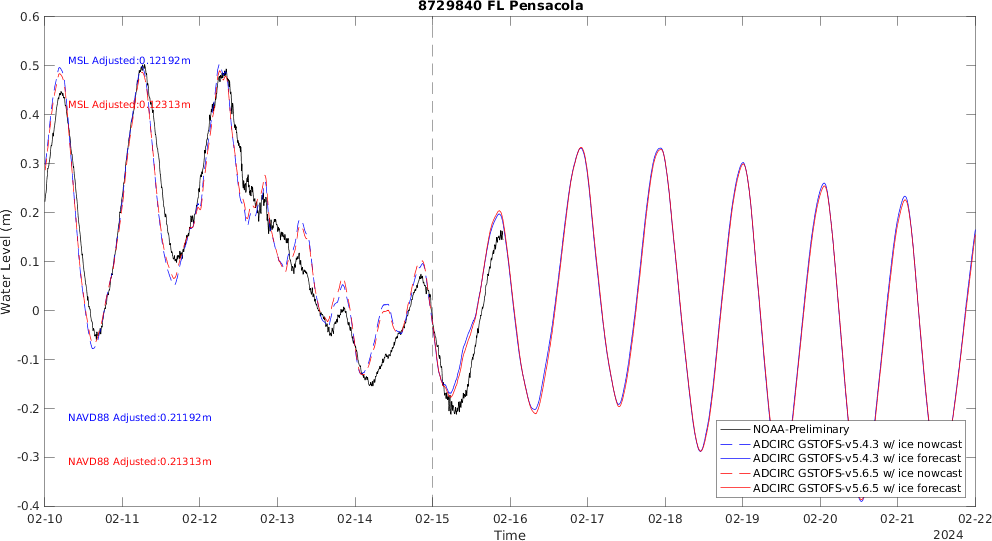 8729840 FL Pensacola
0.6
0.5
0.4
0.3
0.2
0.1
0
-0.1
-0.2
-0.3
-0.4
Water Level (m)
MSL Adjusted:0.12192m
MSL Adjusted:0.12313m
NAVD88 Adjusted:0.21192m
NAVD88 Adjusted:0.21313m
NOAA-Preliminary
ADCIRC GSTOFS-v5.4.3 w/ ice nowcast
ADCIRC GSTOFS-v5.4.3 w/ ice forecast
ADCIRC GSTOFS-v5.6.5 w/ ice nowcast
ADCIRC GSTOFS-v5.6.5 w/ ice forecast
02-10 02-11 02-12 02-13 02-14 02-15 02-16 02-17 02-18 02-19 02-20 02-21 02-22
Time
2024